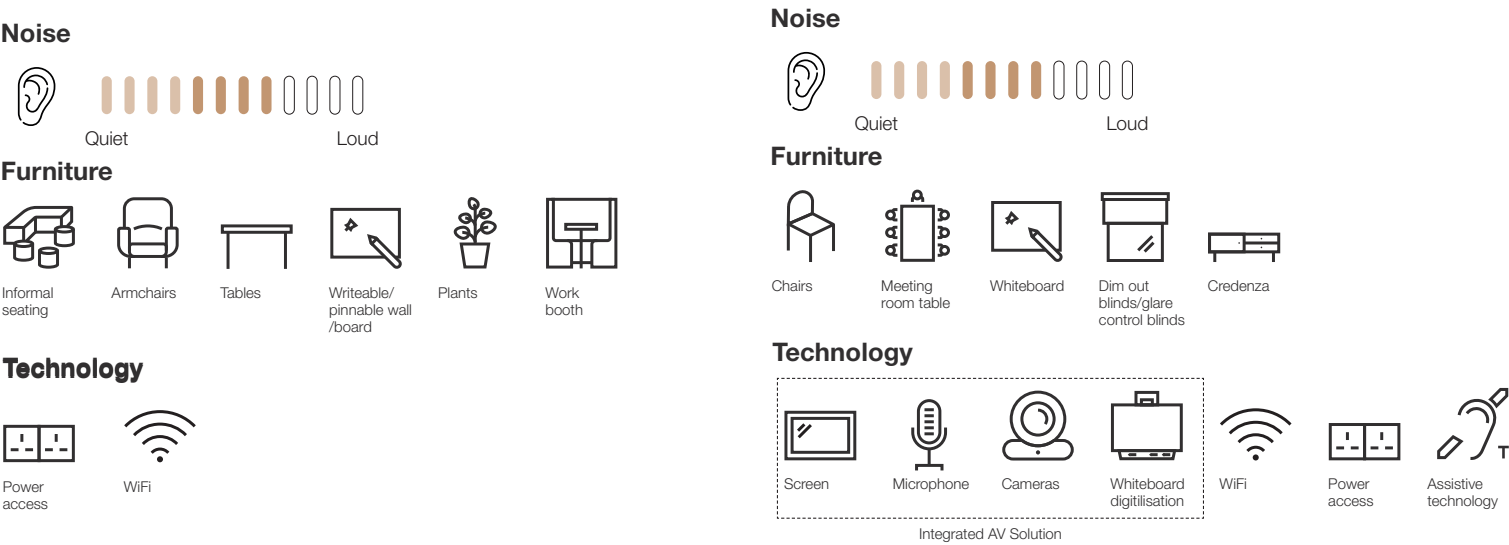 Noise
Quiet
Loud
Furniture
Informal
seating
Armchairs
Tables
Writeable/
pinnable wall
/board
Plants
Work
booth
Technology
Power
access
WiFi
Noise
Quiet
Loud
Furniture
Chairs
Meeting
room table
Whiteboard
Dim out
blinds/glare
control blinds
Credenza
Technology
Screen
Microphone
Cameras
Whiteboard
digitilisation
WiFi
Power
access
T
Assistive
technology
Integrated AV Solution